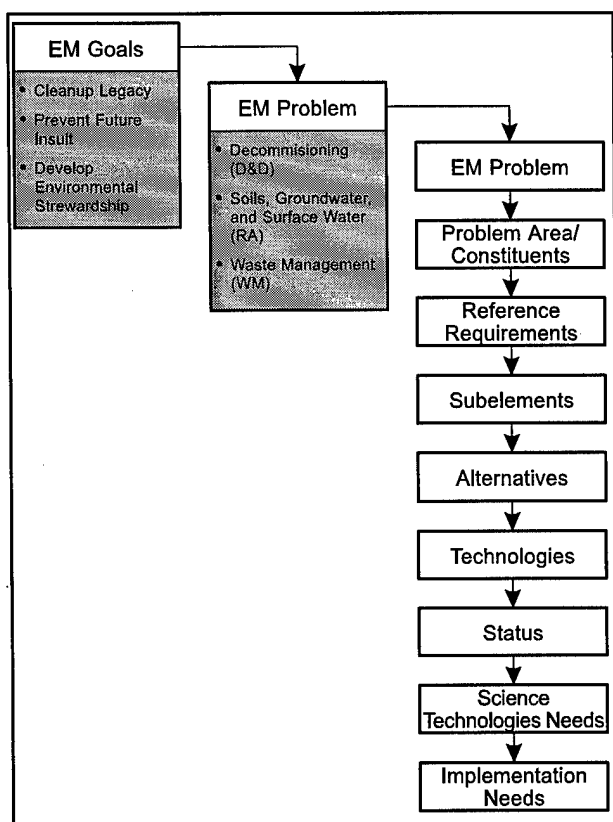 EM Goals
• Cleanup Legacy
• Prevent Future
Insult
• Develop
Environmental
Strewardship
EM Problem
• Decommisioning
(D&D)
• Soils, Groundwater,
and Surface Water
(RA)
• Waste Management
(WM)
EM Problem
Problem Area/
Constituents
Reference
Requirements
Subelements
Alternatives
Technologies
Status
Science
Technologies Needs
Implementation
Needs